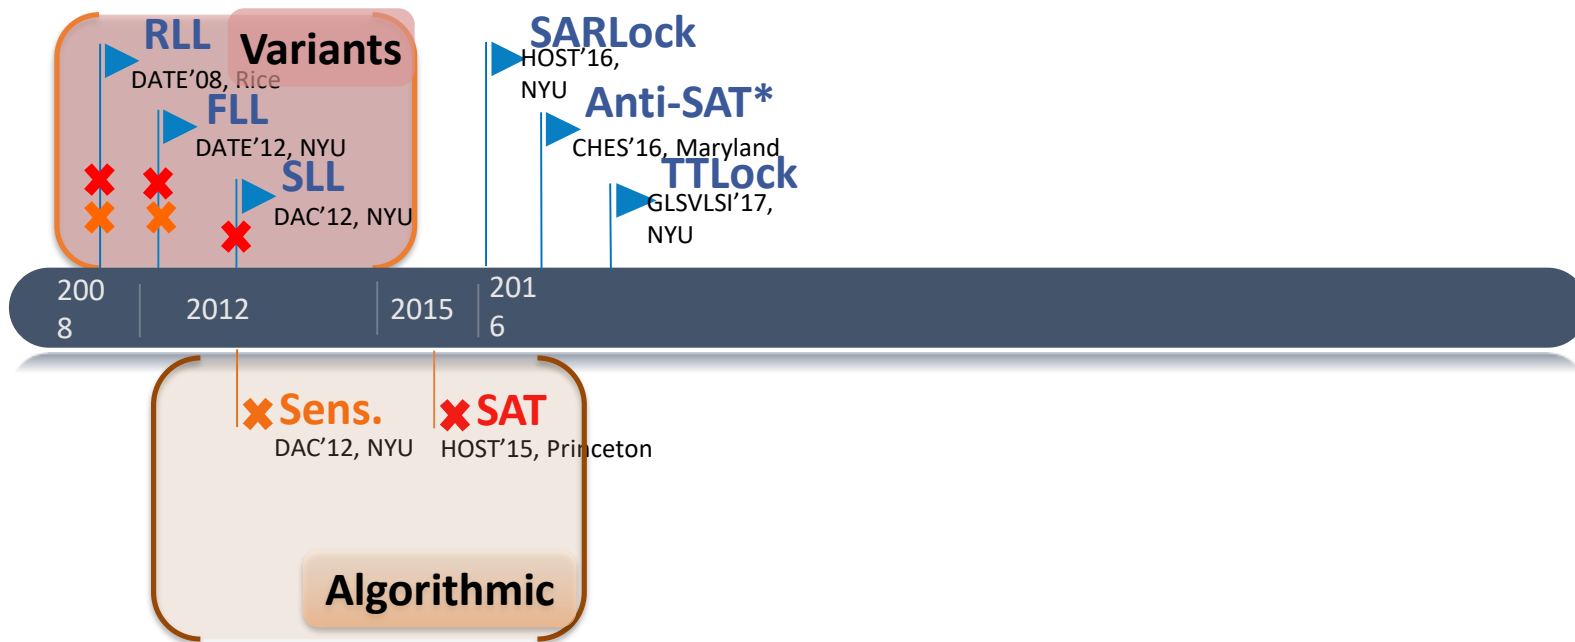 RLL
Variants
DATE'08, Rice
FLL
DATE'12, NYU
SLL
DAC'12, NYU
SARLock
HOST'16,
NYU
Anti-SAT*
CHES'16, Maryland
TTLock
GLSVLSI'17,
NYU
200
8
2012
2015
201
6
Sens.
DAC'12, NYU
SAT
HOST'15, Princeton
Algorithmic